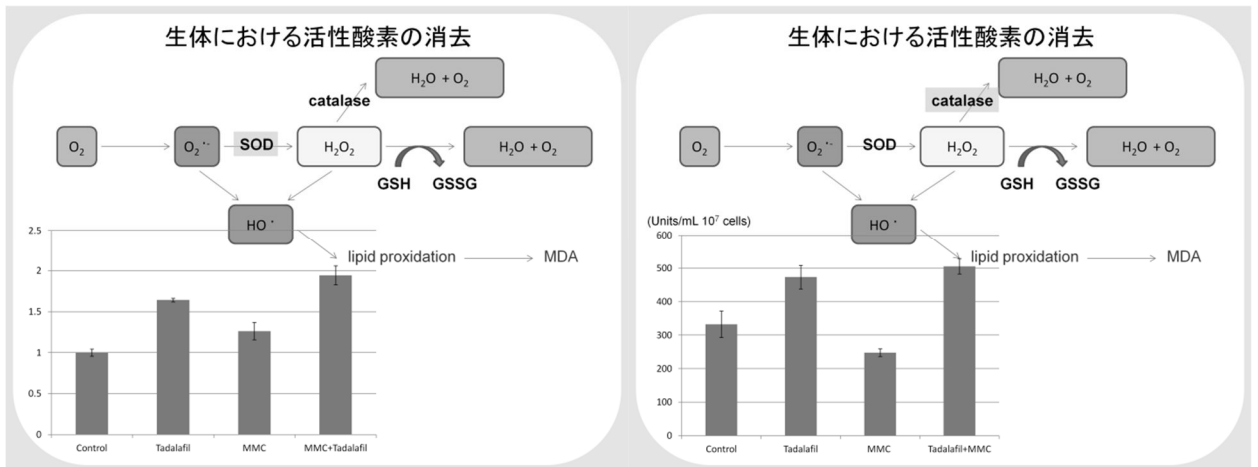 生体における活性酸素の消去
H₂O + O₂
catalase
O₂
O₂˙⁻
SOD
H₂O₂
H₂O + O₂
GSH
GSSG
HO˙
lipid proxidation
MDA
2.5
2
1.5
1
0.5
0
Control
Tadalafil
MMC
MMC+Tadalafil
生体における活性酸素の消去
H₂O + O₂
catalase
O₂
O₂˙⁻
SOD
H₂O₂
H₂O + O₂
GSH
GSSG
HO˙
(Units/mL 10⁷ cells)
lipid proxidation
MDA
600
500
400
300
200
100
0
Control
Tadalafil
MMC
Tadalafil+MMC